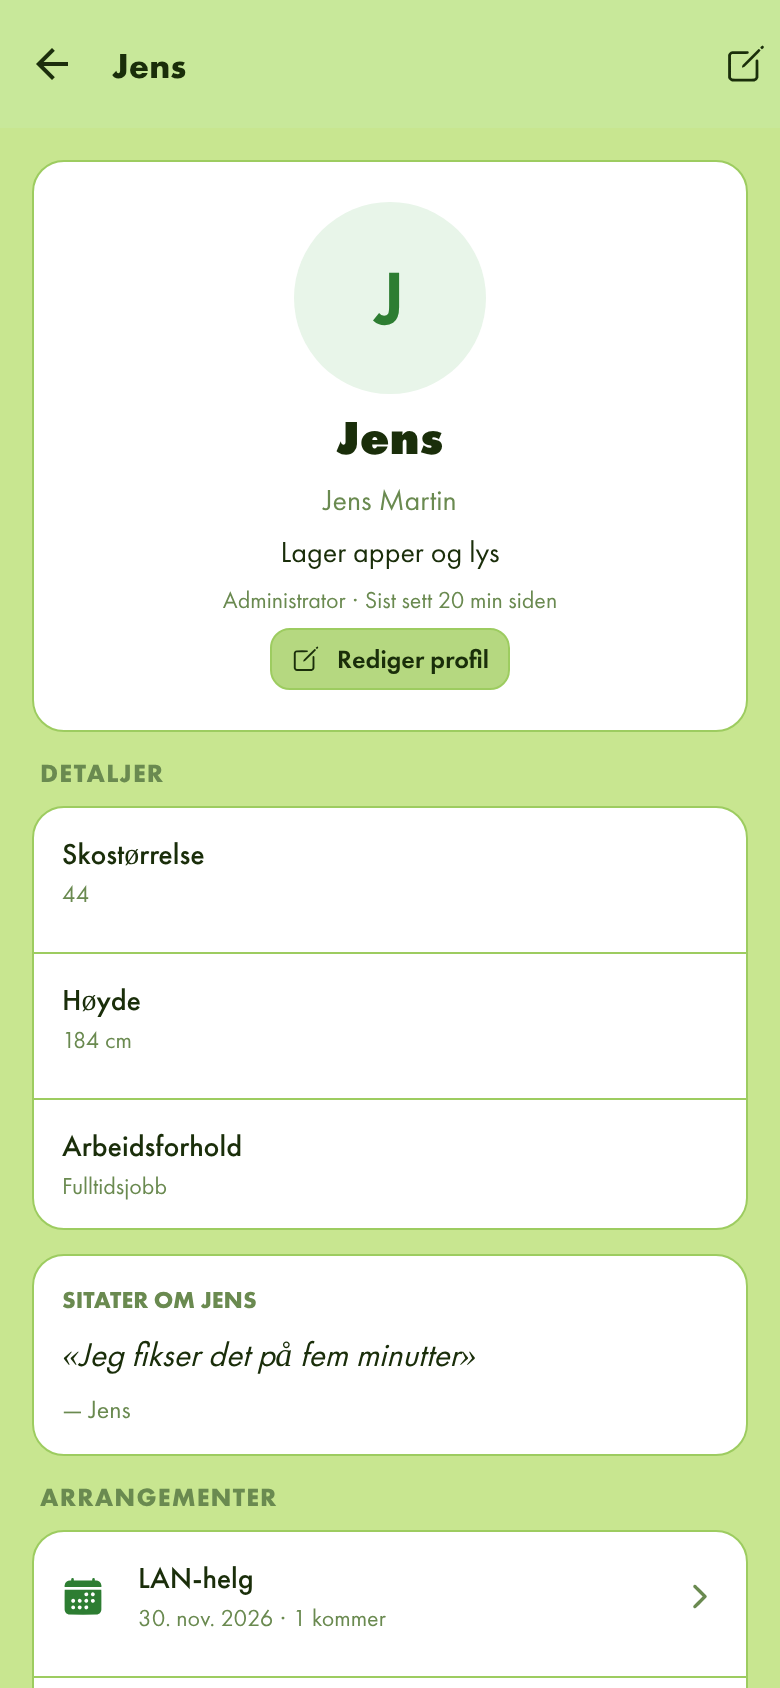 Jens
J
Jens
Jens Martin
Lager apper og lys
Administrator · Sist sett 20 min siden
Rediger profil
DETALJER
Skostørrelse
44
Høyde
184 cm
Arbeidsforhold
Fulltidsjobb
SITATER OM JENS
«Jeg fikser det på fem minutter»
— Jens
ARRANGEMENTER
LAN-helg
30. nov. 2026 · 1 kommer